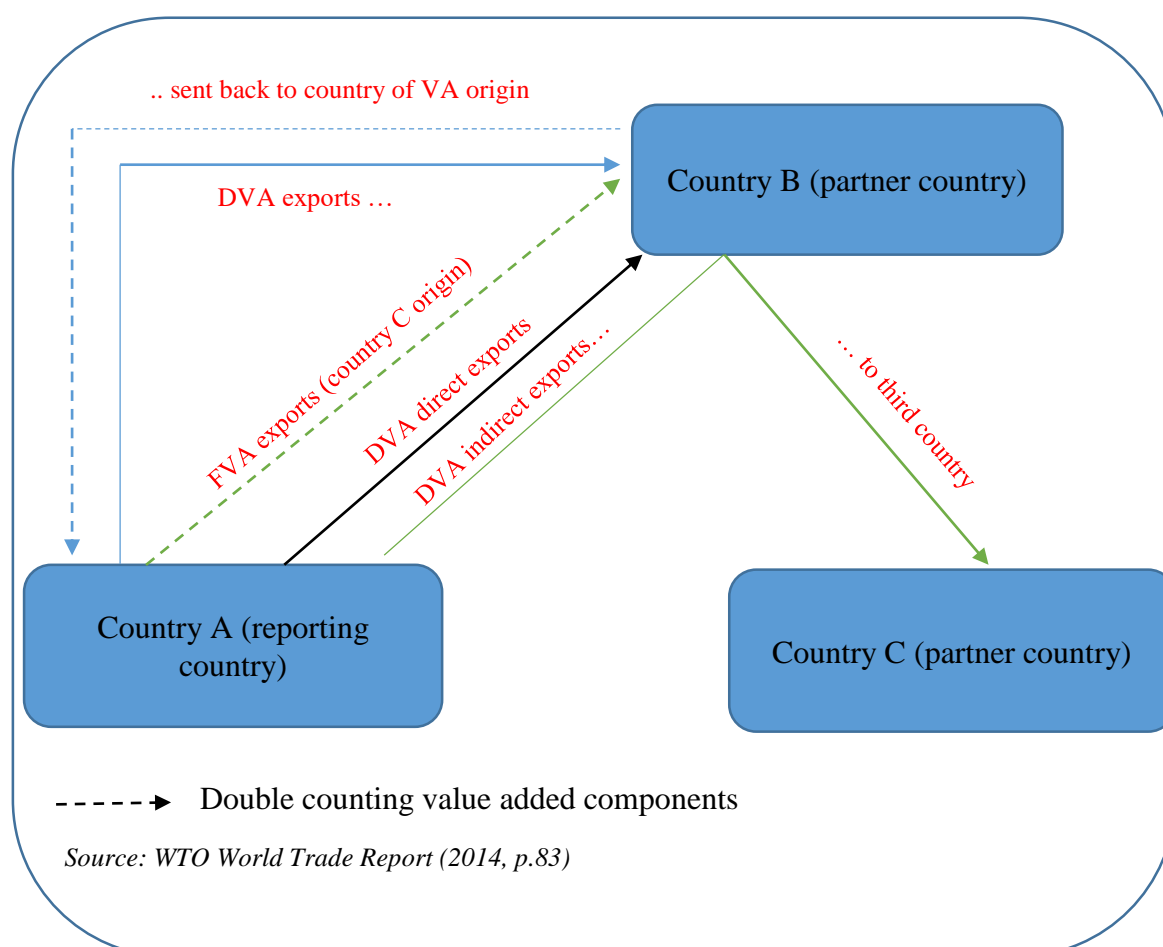 .. sent back to country of VA origin
Country B (partner country)
DVA exports …
FVA exports (country C origin)
DVA direct exports
DVA indirect exports…
… to third country
Country A (reporting
country)
Country C (partner country)
Double counting value added components
Source: WTO World Trade Report (2014, p.83)